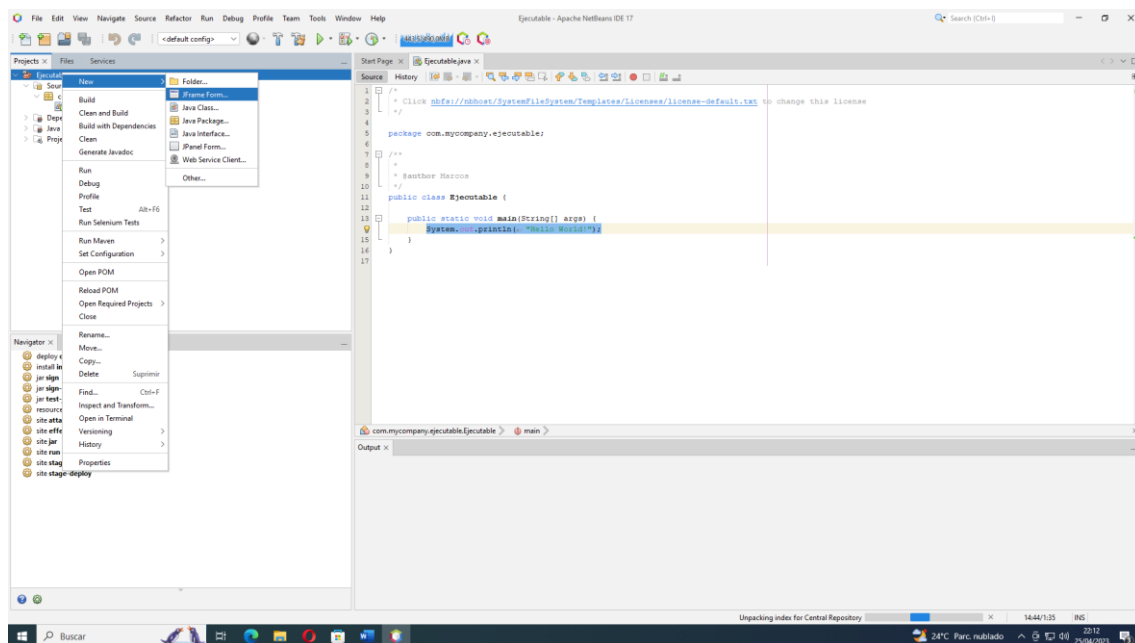 File Edit View Navigate Source Refactor Run Debug Profile Team Tools Window Help
Ejecutable - Apache NetBeans IDE 17
Search (Ctrl+I)
<default config>
Projects Files Services
New
Build
Clean and Build
Build with Dependencies
Clean
Generate Javadoc
Run
Debug
Profile
Test Alt+F6
Run Selenium Tests
Run Maven
Set Configuration
Open POM
Reload POM
Open Required Projects
Close
Rename...
Move...
Copy...
Delete Suprimir
Find... Ctrl+F
Inspect and Transform...
Open in Terminal
Versioning
History
Properties
Folder...
JFrame Form...
Java Class...
Java Package...
Java Interface...
JPanel Form...
Web Service Client...
Other...
Navigator
deploy
install
jar sign
jar sign-
jar test-
resource
site atta
site effe
site jar
site run
site stag
site stage-deploy
Start Page Ejecutable.java
Source History
1 /*
2 * Click nbfs://nbhost/SystemFileSystem/Templates/Licenses/license-default.txt to change this license
3 */
4
5 package com.mycompany.ejecutable;
6
7 /**
8 *
9 * @author Marcos
10 */
11 public class Ejecutable {
12
13 public static void main(String[] args) {
System.out.println("Hello World!");
15 }
16 }
17
com.mycompany.ejecutable.Ejecutable main
Output
Unpacking index for Central Repository
14:44/1:35 INS
Buscar
24°C Parc. nublado
22:12
25/04/2023